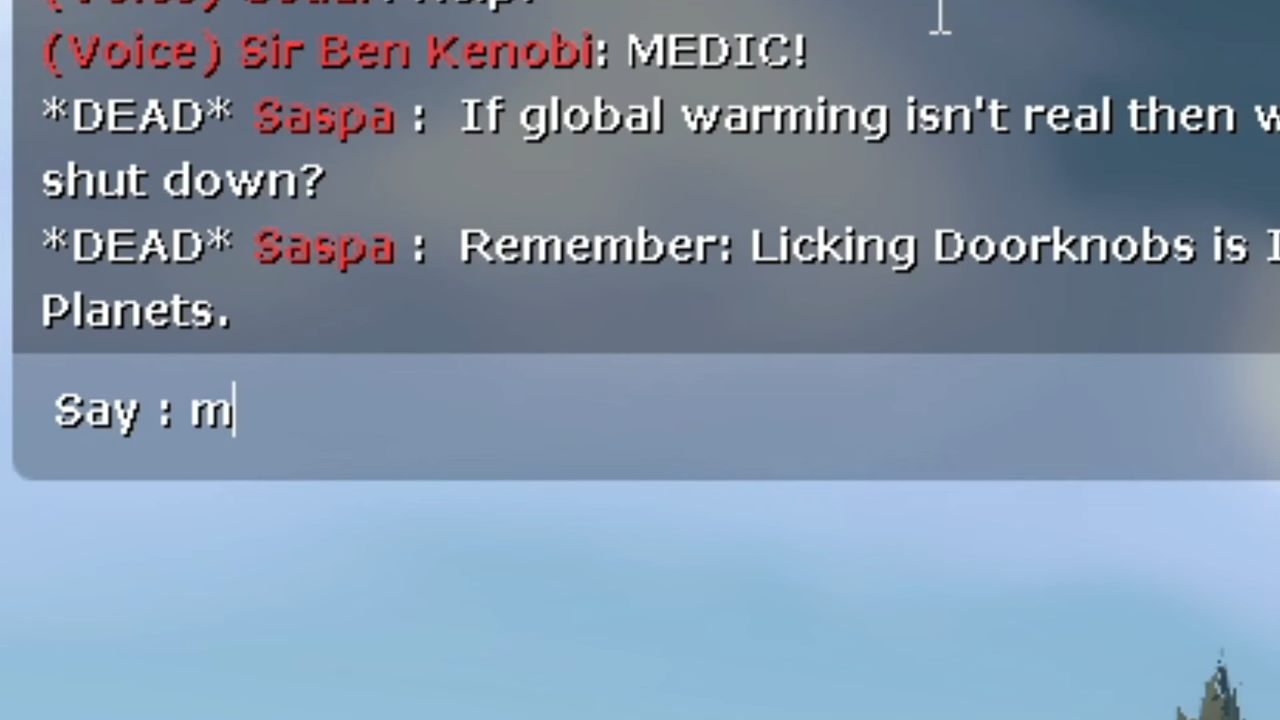 Help!
(Voice) Sir Ben Kenobi: MEDIC!
*DEAD* Saspa :  If global warming isn't real then
shut down?
*DEAD* Saspa :  Remember: Licking Doorknobs is
Planets.
Say : m